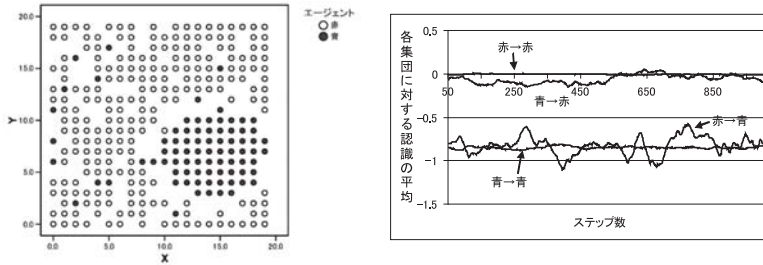 エージェント
赤
青
20.0
15.0
10.0
5.0
0.0
Y
0.0 5.0 10.0 15.0 20.0
X
各集団に対する認識の平均
0.5
0
-0.5
-1
-1.5
50 250 450 650 850
赤→赤
青→赤
赤→青
青→青
ステップ数